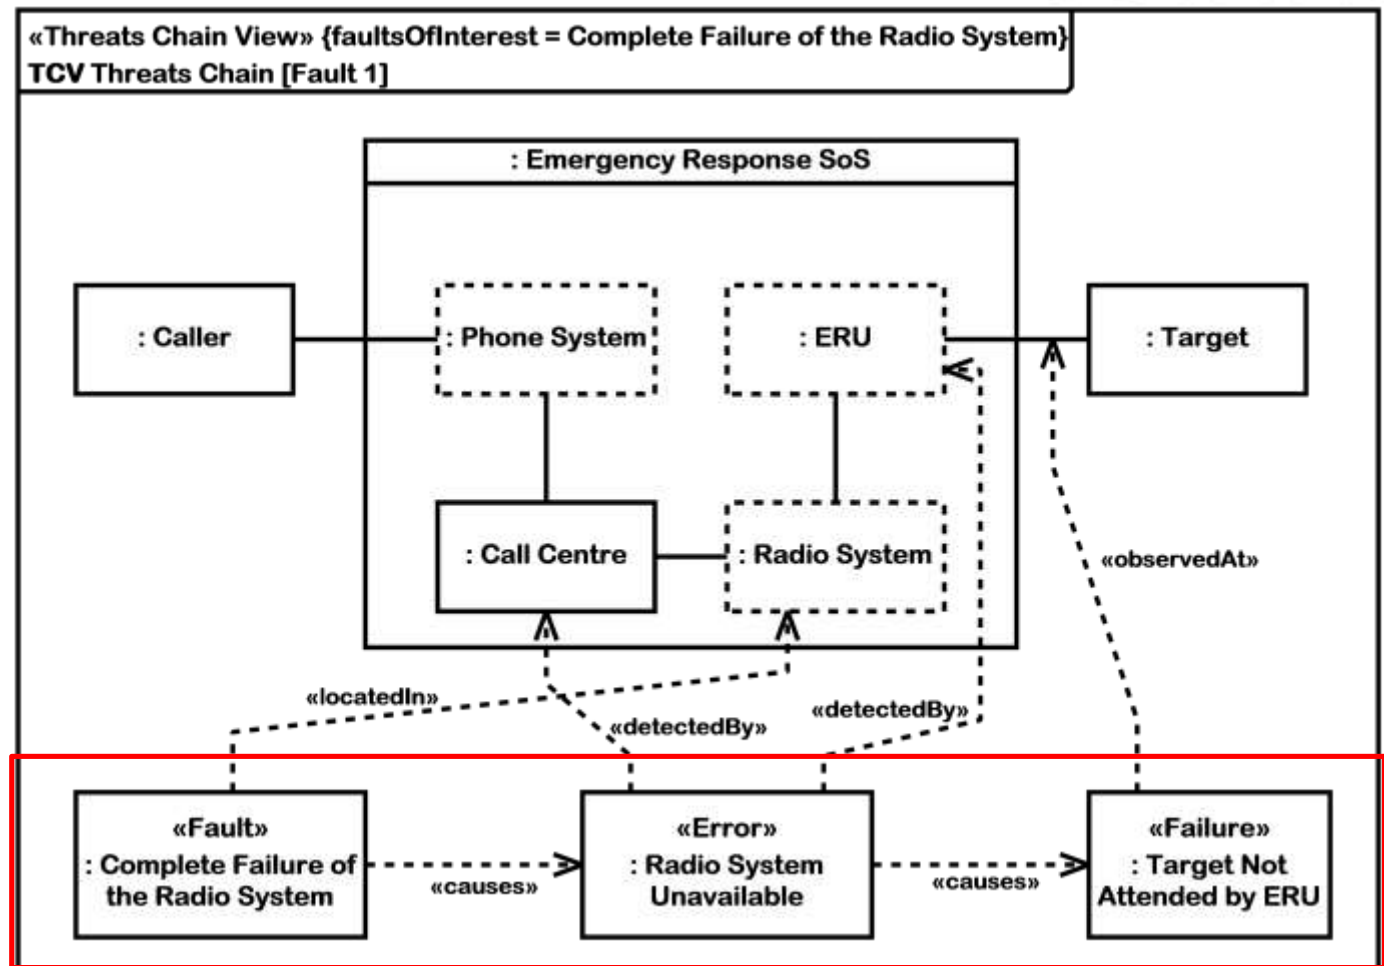 «Threats Chain View» {faultsOfInterest = Complete Failure of the Radio System}
TCV Threats Chain [Fault 1]
: Emergency Response SoS
: Caller
: Phone System
: ERU
: Target
: Call Centre
: Radio System
«observedAt»
«locatedIn»
«detectedBy»
«detectedBy»
«Fault»
: Complete Failure of
the Radio System
«causes»
«Error»
: Radio System
Unavailable
«causes»
«Failure»
: Target Not
Attended by ERU